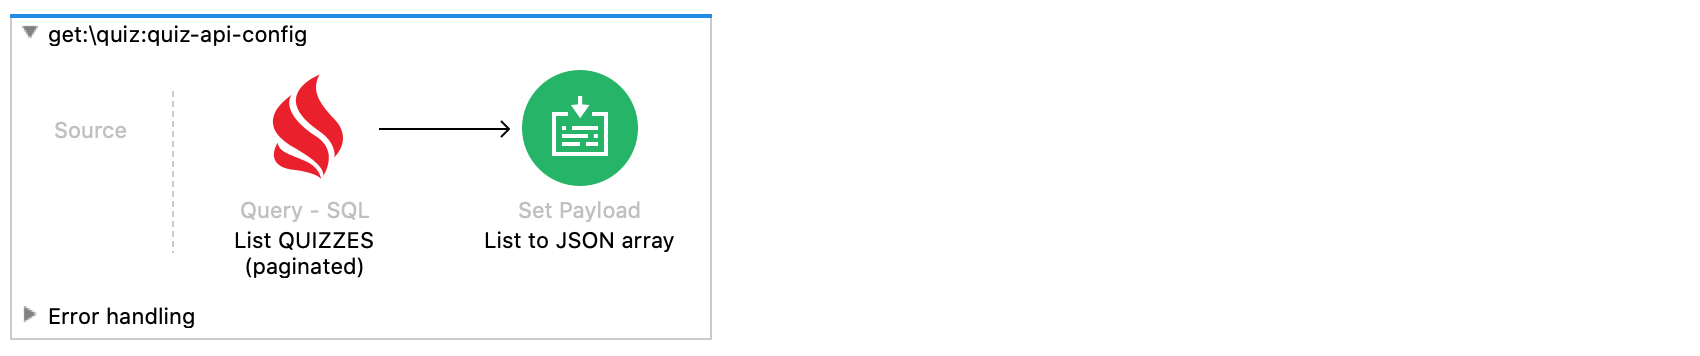 get:\quiz:quiz-api-config
Source
Query - SQL
List QUIZZES
(paginated)
Set Payload
List to JSON array
Error handling